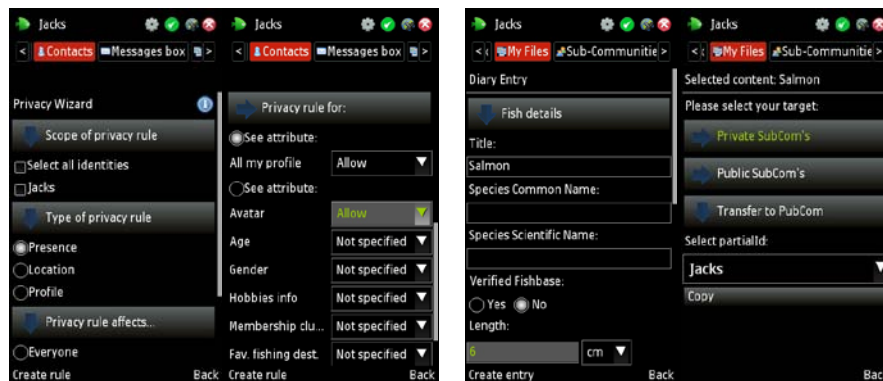 Jacks
< Contacts Messages box >
Privacy Wizard
Scope of privacy rule
Select all identities
Jacks
Type of privacy rule
Presence
Location
Profile
Privacy rule affects...
Everyone
Create rule Back
Jacks
< Contacts Messages box >
Privacy rule for:
See attribute:
All my profile Allow
See attribute:
Avatar Allow
Age Not specified
Gender Not specified
Hobbies info Not specified
Membership clu... Not specified
Fav. fishing dest. Not specified
Create rule Back
Jacks
< My Files Sub-Communitie >
Diary Entry
Fish details
Title:
Salmon
Species Common Name:
Species Scientific Name:
Verified Fishbase:
Yes No
Length:
6 cm
Create entry Back
Jacks
< My Files Sub-Communitie >
Selected content: Salmon
Please select your target:
Private SubCom's
Public SubCom's
Transfer to PubCom
Select partialId:
Jacks
Copy
Bac